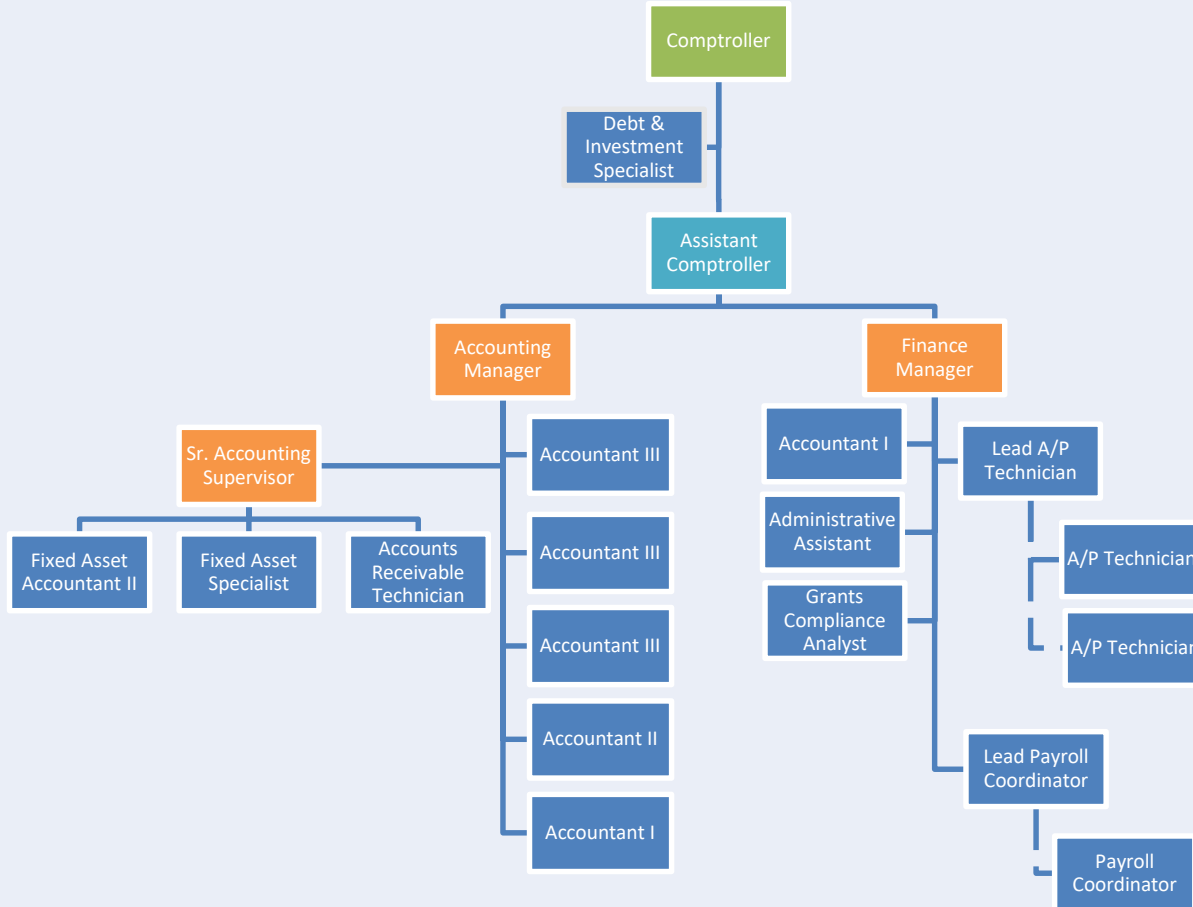 Comptroller
Debt &
Investment
Specialist
Assistant
Comptroller
Accounting
Manager
Finance
Manager
Sr. Accounting
Supervisor
Fixed Asset
Accountant II
Fixed Asset
Specialist
Accounts
Receivable
Technician
Accountant III
Accountant III
Accountant III
Accountant II
Accountant I
Accountant I
Administrative
Assistant
Grants
Compliance
Analyst
Lead A/P
Technician
A/P Technician
A/P Technician
Lead Payroll
Coordinator
Payroll
Coordinator